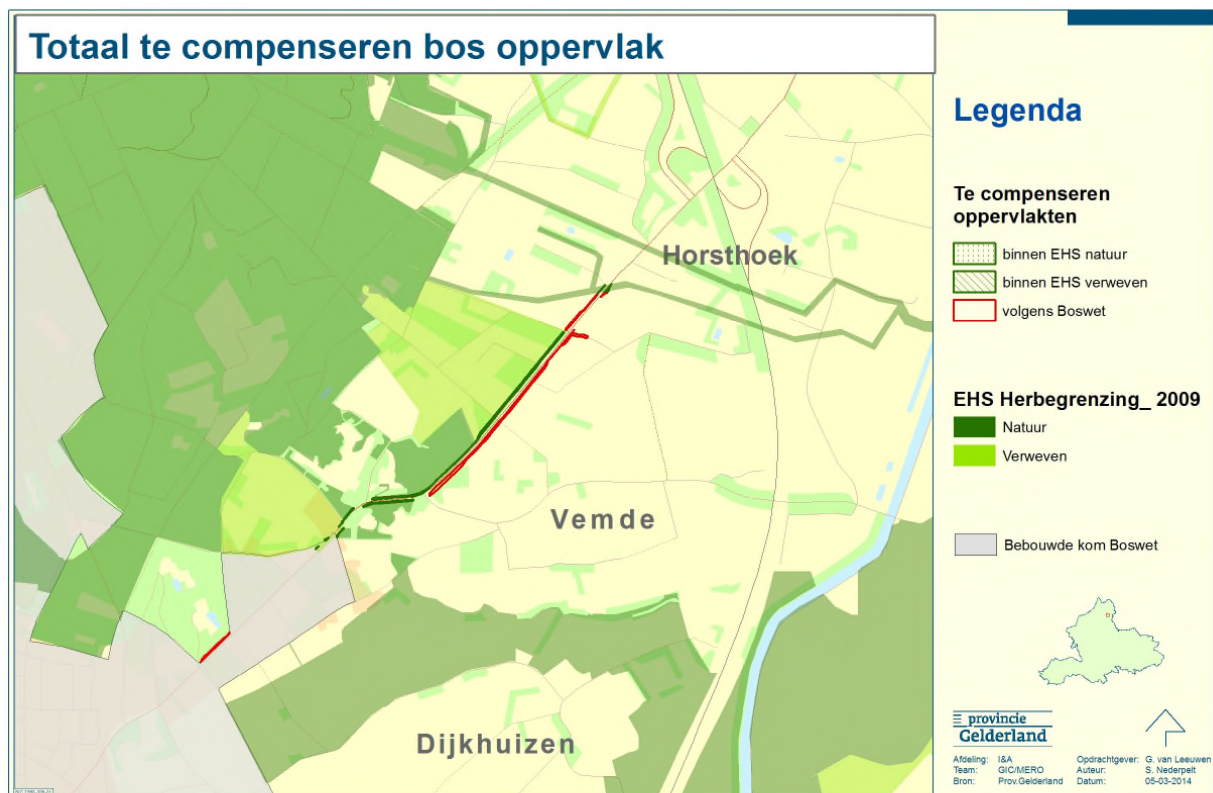 Totaal te compenseren bos oppervlak
Horsthoek
Vemde
Dijkhuizen
Legenda
Te compenseren
oppervlakten
binnen EHS natuur
binnen EHS verweven
volgens Boswet
EHS Herbegrenzing_ 2009
Natuur
Verweven
Bebouwde kom Boswet
provincie
Gelderland
Afdeling: I&A Opdrachtgever: G. van Leeuwen
Team: GIC/MERO Auteur: S. Nederpelt
Bron: Prov.Gelderland Datum: 05-03-2014